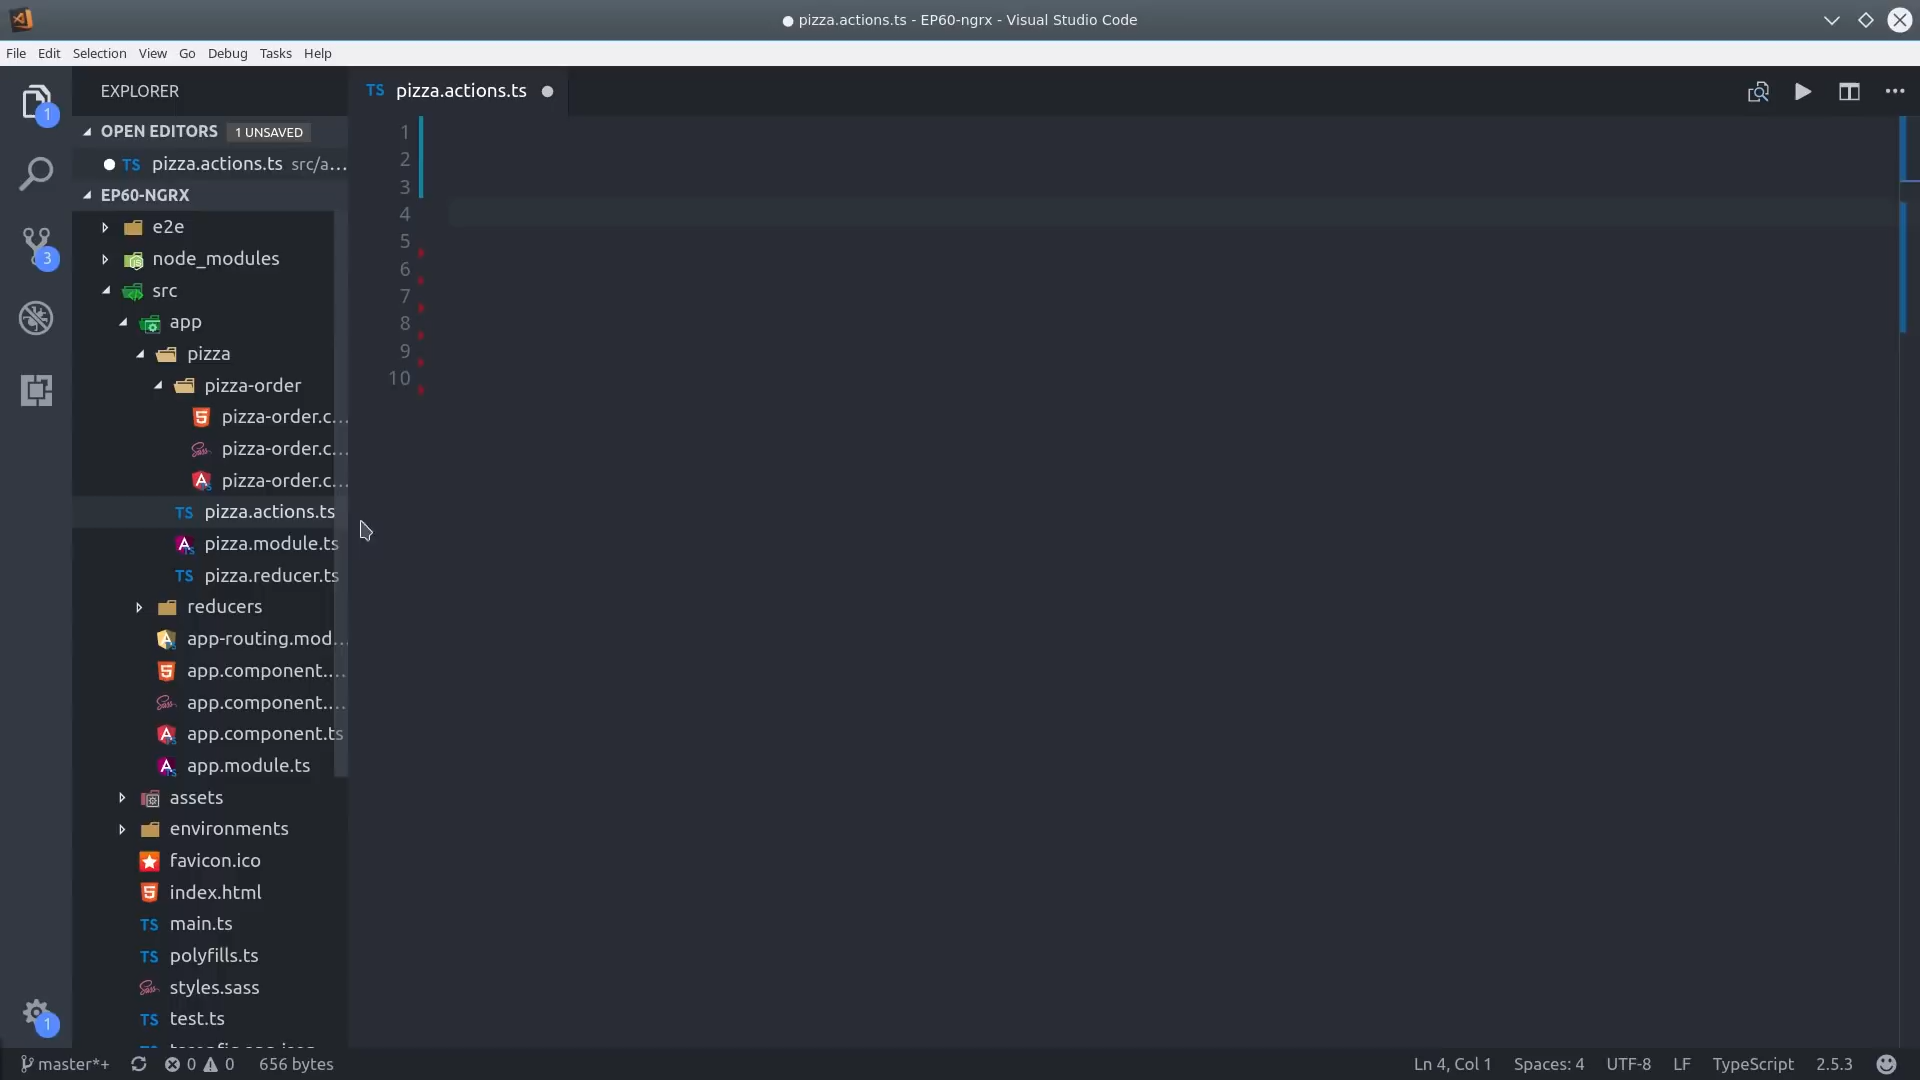 pizza.actions.ts - EP60-ngrx - Visual Studio Code
File Edit Selection View Go Debug Tasks Help
1
EXPLORER
TS pizza.actions.ts
OPEN EDITORS 1 UNSAVED
TS pizza.actions.ts src/a...
EP60-NGRX
e2e
3
node_modules
src
app
pizza
pizza-order
pizza-order.c...
pizza-order.c...
pizza-order.c...
TS pizza.actions.ts
pizza.module.ts
TS pizza.reducer.ts
reducers
app-routing.mod...
app.component....
app.component....
app.component.ts
app.module.ts
assets
environments
favicon.ico
index.html
TS main.ts
TS polyfills.ts
styles.sass
TS test.ts
1
1
2
3
4
5
6
7
8
9
10
master*+ 0 0 656 bytes Ln 4, Col 1 Spaces: 4 UTF-8 LF TypeScript 2.5.3